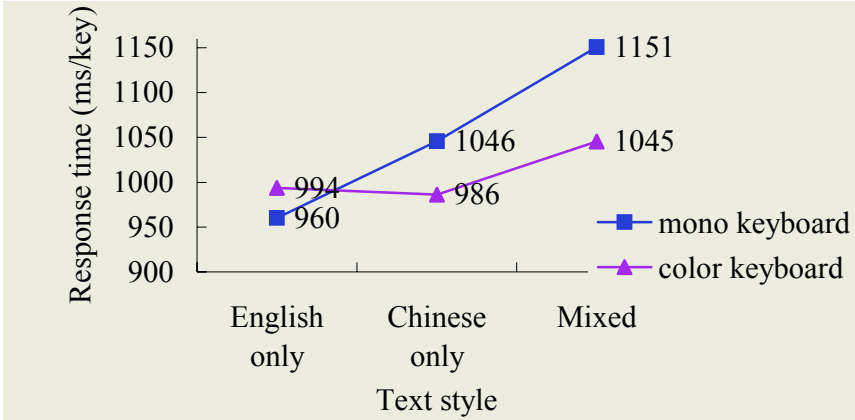 Response time (ms/key)
1150
1100
1050
1000
950
900
1151
1046
1045
994
986
960
mono keyboard
color keyboard
English only
Chinese only
Mixed
Text style